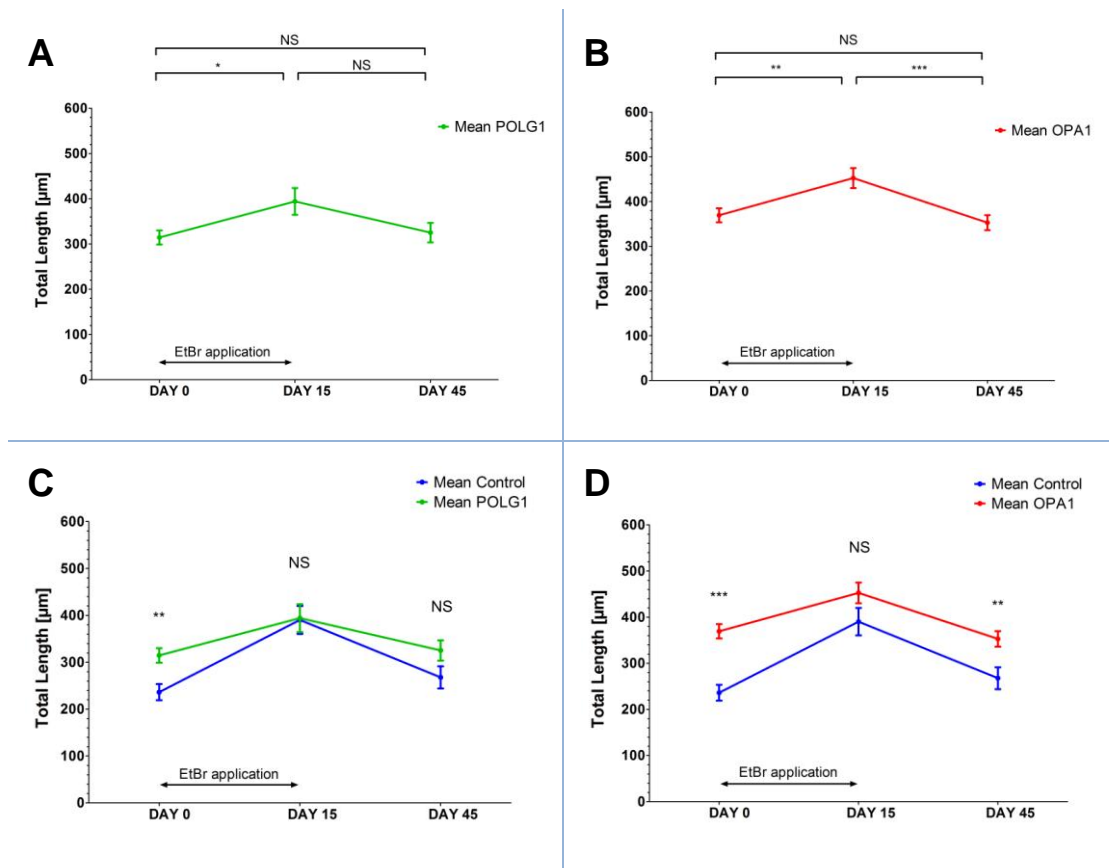 A
NS
*
NS
Mean POLG1
600
500
400
300
200
100
0
Total Length [µm]
EtBr application
DAY 0
DAY 15
DAY 45
B
NS
**
***
Mean OPA1
600
500
400
300
200
100
0
Total Length [µm]
EtBr application
DAY 0
DAY 15
DAY 45
C
Mean Control
Mean POLG1
600
500
400
300
200
100
0
Total Length [µm]
**
NS
NS
EtBr application
DAY 0
DAY 15
DAY 45
D
Mean Control
Mean OPA1
600
500
400
300
200
100
0
Total Length [µm]
***
NS
**
EtBr application
DAY 0
DAY 15
DAY 45